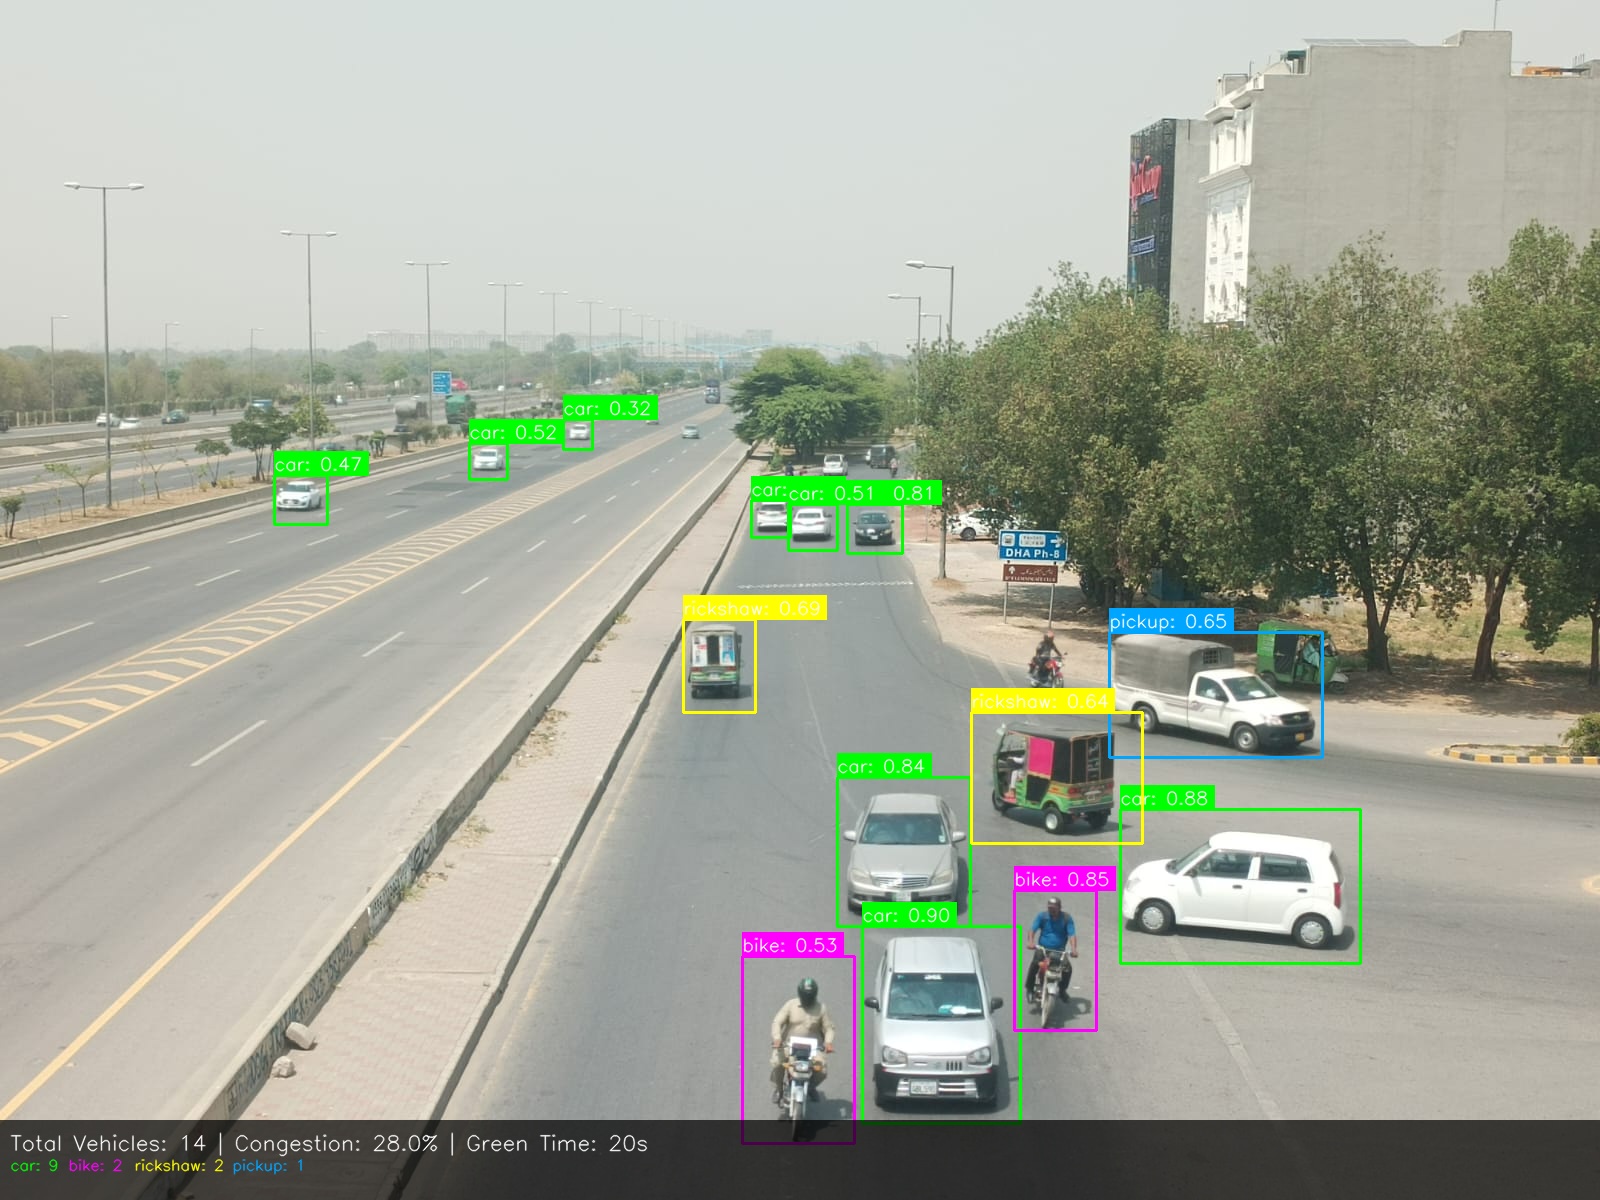 car: 0.32
car: 0.52
car: 0.47
car: car: 0.51 0.81
DHA Ph-8
rickshaw: 0.69
pickup: 0.65
rickshaw: 0.64
car: 0.84
car: 0.88
bike: 0.85
car: 0.90
bike: 0.53
Total Vehicles: 14 | Congestion: 28.0% | Green Time: 20s
car: 9 bike: 2 rickshaw: 2 pickup: 1